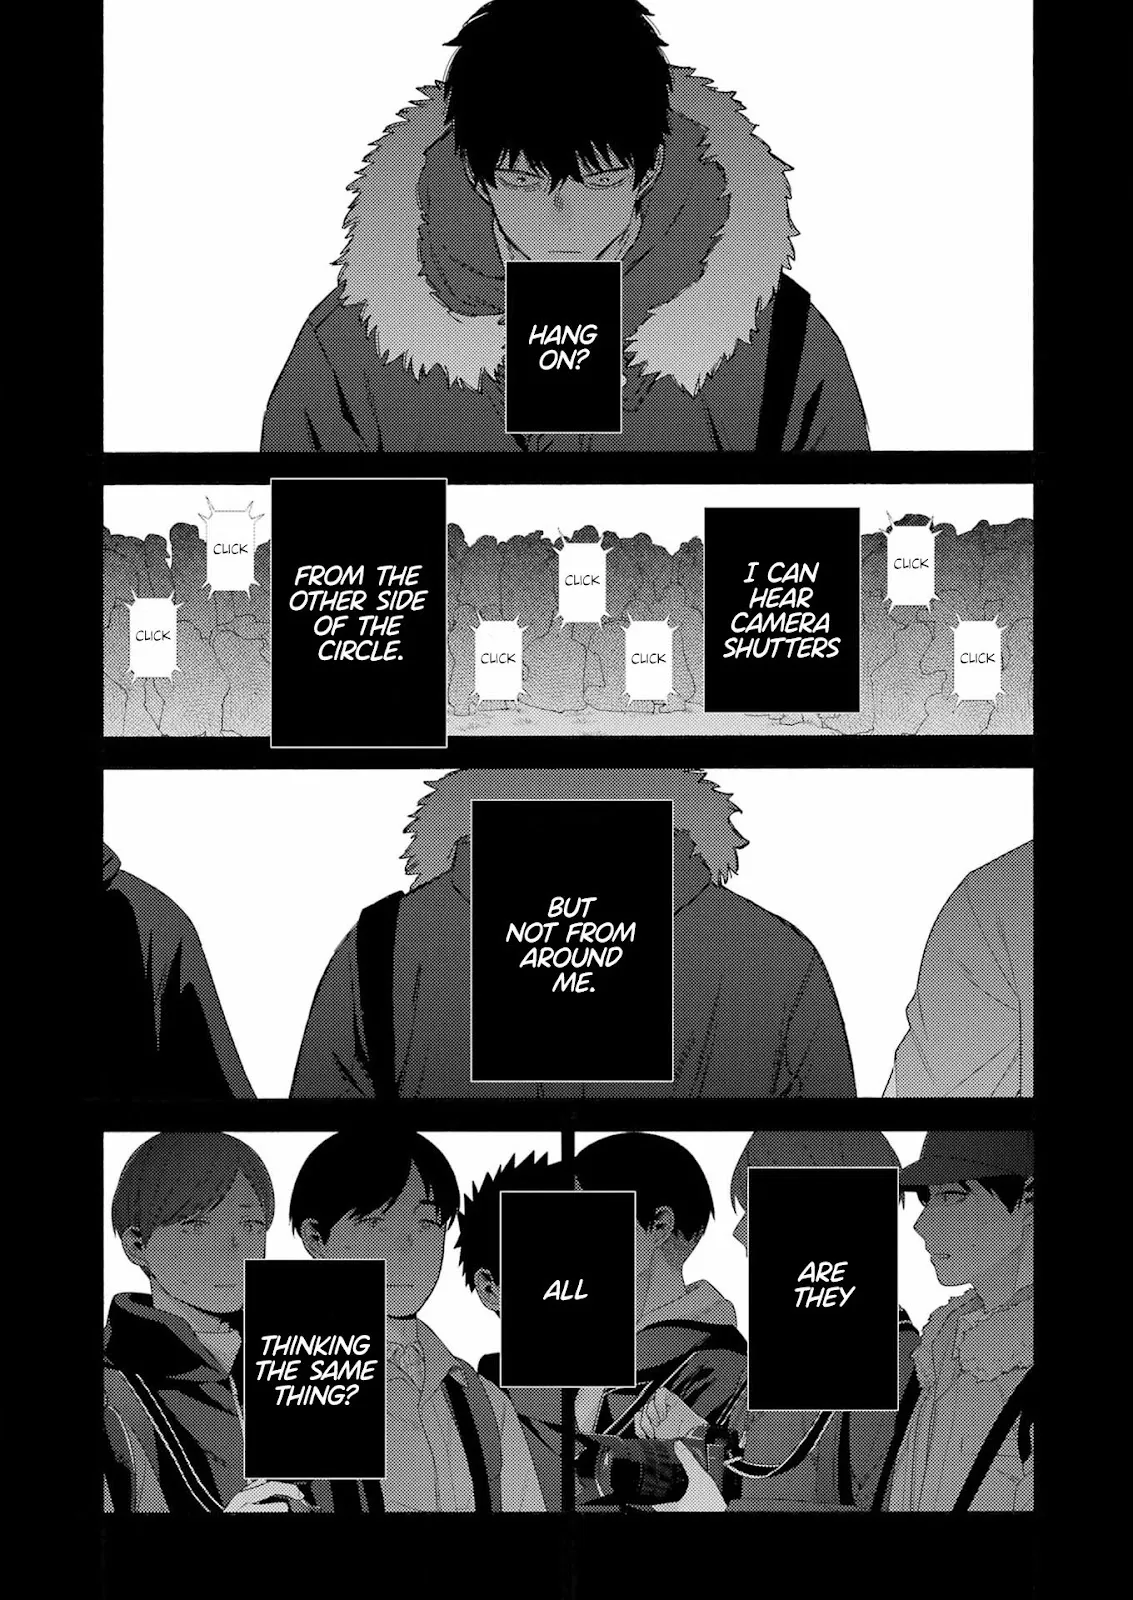 HANG
ON?
I CAN
HEAR
CAMERA
SHUTTERS
CLICK
CLICK
CLICK
CLICK
CLICK
FROM THE
OTHER SIDE
OF THE
CIRCLE.
CLICK
CLICK
BUT
NOT FROM
AROUND
ME.
ARE
THEY
ALL
THINKING
THE SAME
THING?